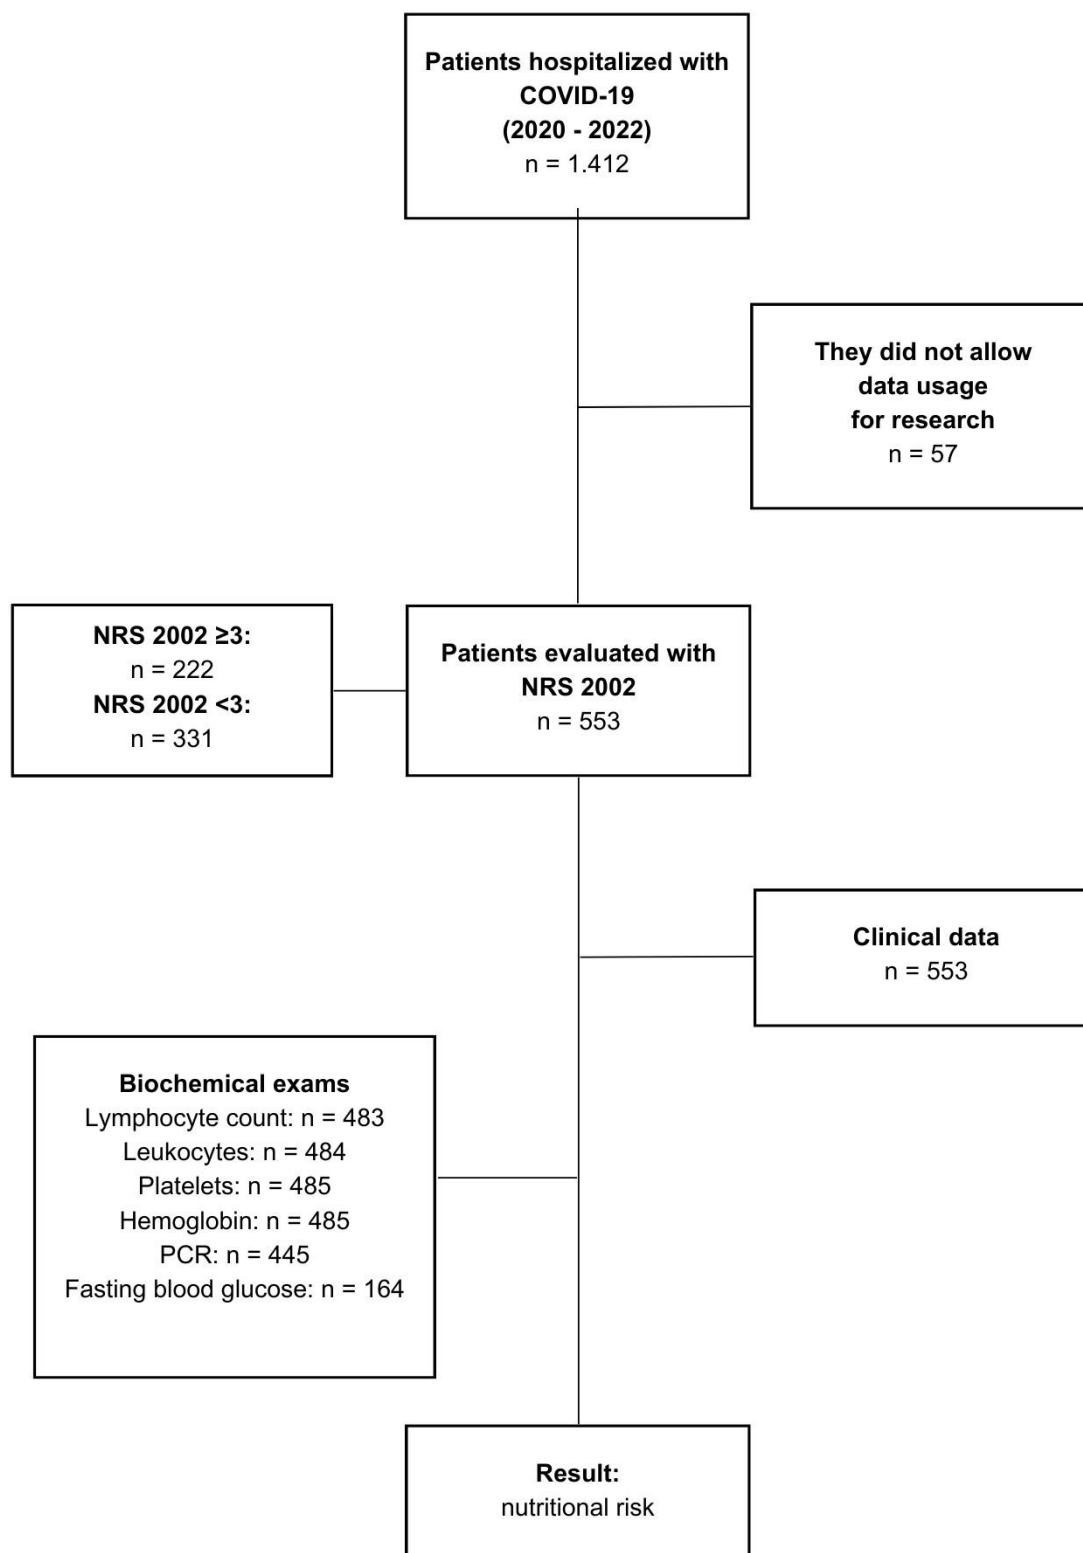 Patients hospitalized with
COVID-19
(2020 - 2022)
n = 1.412
They did not allow
data usage
for research
n = 57
NRS 2002 ≥3:
n = 222
NRS 2002 <3:
n = 331
Patients evaluated with
NRS 2002
n = 553
Clinical data
n = 553
Biochemical exams
Lymphocyte count: n = 483
Leukocytes: n = 484
Platelets: n = 485
Hemoglobin: n = 485
PCR: n = 445
Fasting blood glucose: n = 164
Result:
nutritional risk